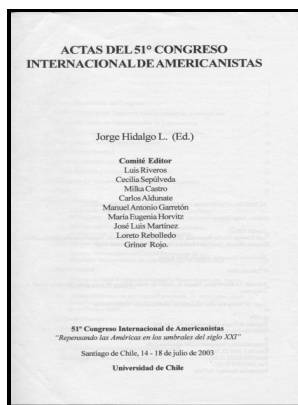 ACTAS DEL 51º CONGRESO
INTERNACIONAL DE AMERICANISTAS
Jorge Hidalgo L. (Ed.)
Comité Editor
Luis Riveros
Cecilia Sepúlveda
Milka Castro
Carlos Aldunate
Manuel Antonio Garretón
María Eugenia Horvitz
José Luis Martínez
Loreto Rebolledo
Grínor Rojo.
51º Congreso Internacional de Americanistas
"Repensando las Américas en los umbrales del siglo XXI"
Santiago de Chile, 14 - 18 de julio de 2003
Universidad de Chile